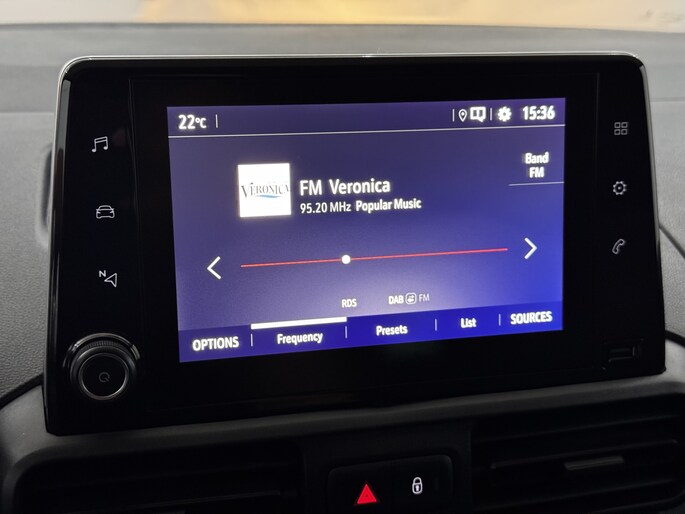 22°C
15:36
VERONICA
FM Veronica
95.20 MHz Popular Music
Band
FM
N
RDS
DAB FM
OPTIONS
Frequency
Presets
List
SOURCES